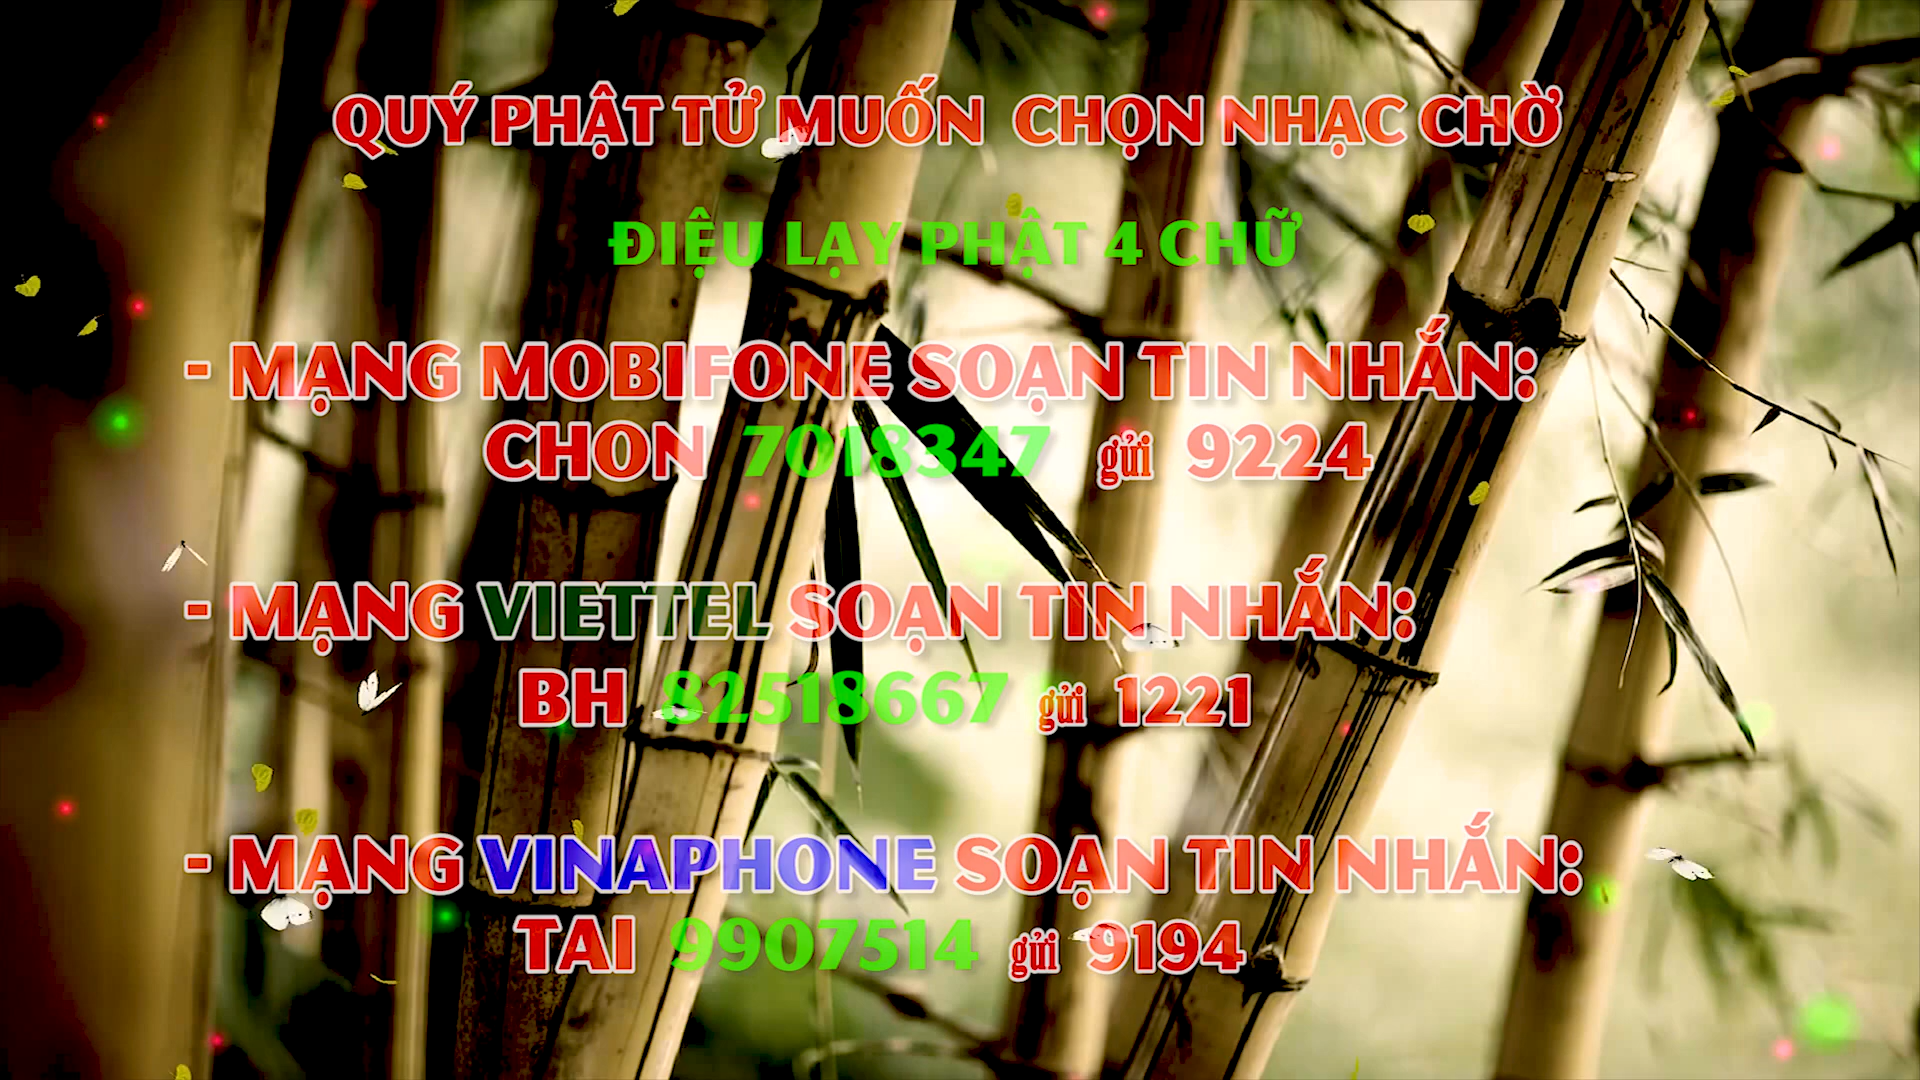 QUÝ PHẬT TỬ MUỐN CHỌN NHẠC CHỜ
ĐIỆU LẠY PHẬT 4 CHỮ
- MẠNG MOBIFONE SOẠN TIN NHẮN:
CHON 7018347 gửi 9224
- MẠNG VIETTEL SOẠN TIN NHẮN:
BH 82518667 gửi 1221
- MẠNG VINAPHONE SOẠN TIN NHẮN:
TAI 9907514 gửi 9194